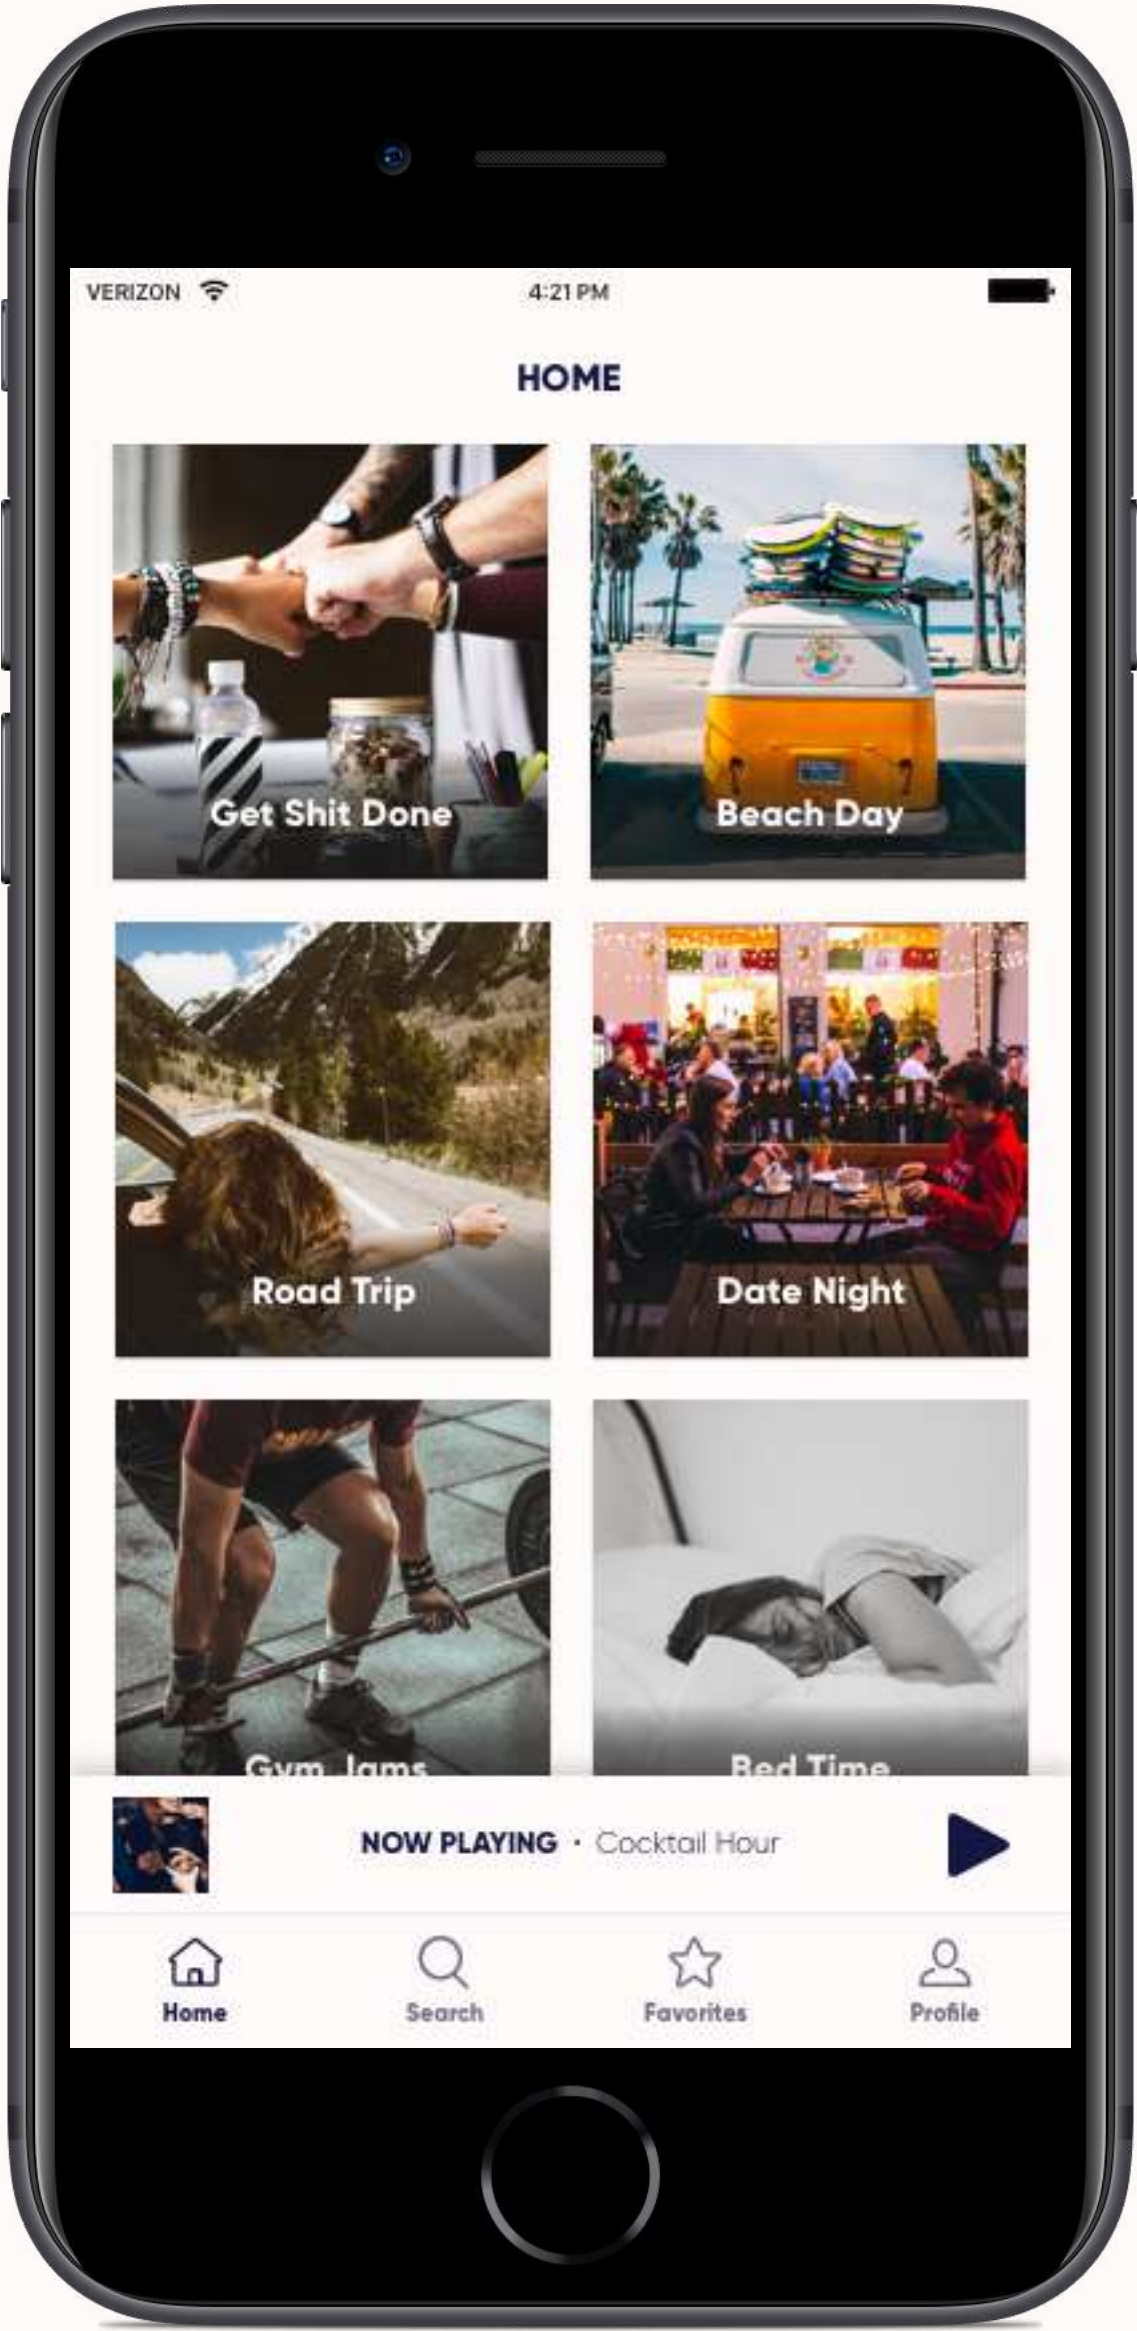 VERIZON 4:21 PM
HOME
Get Shit Done Beach Day
Road Trip Date Night
Gym Jams Bed Time
NOW PLAYING · Cocktail Hour
Home Search Favorites Profile